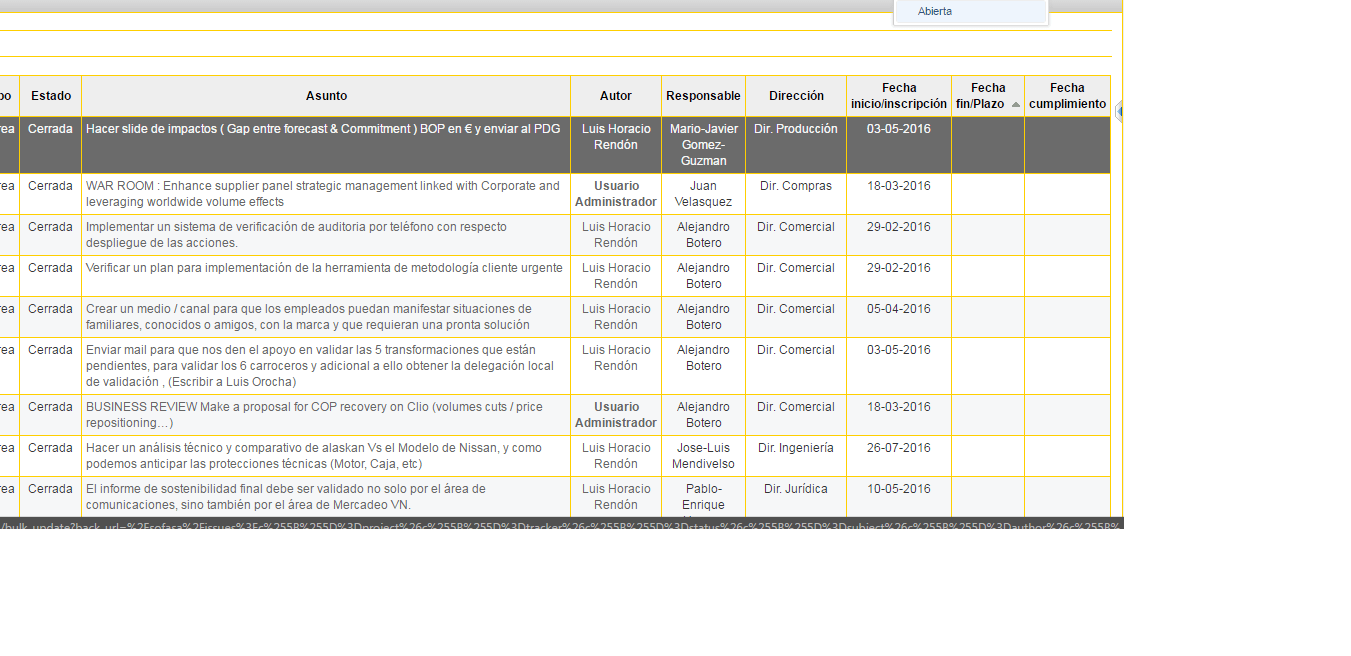 Abierta
po Estado Asunto Autor Responsable Dirección Fecha inicio/inscripción Fecha fin/Plazo Fecha cumplimiento
rea Cerrada Hacer slide de impactos ( Gap entre forecast & Commitment ) BOP en € y enviar al PDG Luis Horacio Rendón Mario-Javier Gomez-Guzman Dir. Producción 03-05-2016
rea Cerrada WAR ROOM : Enhance supplier panel strategic management linked with Corporate and leveraging worldwide volume effects Usuario Administrador Juan Velasquez Dir. Compras 18-03-2016
rea Cerrada Implementar un sistema de verificación de auditoria por teléfono con respecto despliegue de las acciones. Luis Horacio Rendón Alejandro Botero Dir. Comercial 29-02-2016
rea Cerrada Verificar un plan para implementación de la herramienta de metodología cliente urgente Luis Horacio Rendón Alejandro Botero Dir. Comercial 29-02-2016
rea Cerrada Crear un medio / canal para que los empleados puedan manifestar situaciones de familiares, conocidos o amigos, con la marca y que requieran una pronta solución Luis Horacio Rendón Alejandro Botero Dir. Comercial 05-04-2016
rea Cerrada Enviar mail para que nos den el apoyo en validar las 5 transformaciones que están pendientes, para validar los 6 carroceros y adicional a ello obtener la delegación local de validación , (Escribir a Luis Orocha) Luis Horacio Rendón Alejandro Botero Dir. Comercial 03-05-2016
rea Cerrada BUSINESS REVIEW Make a proposal for COP recovery on Clio (volumes cuts / price repositioning…) Usuario Administrador Alejandro Botero Dir. Comercial 18-03-2016
rea Cerrada Hacer un análisis técnico y comparativo de alaskan Vs el Modelo de Nissan, y como podemos anticipar las protecciones técnicas (Motor, Caja, etc) Luis Horacio Rendón Jose-Luis Mendivelso Dir. Ingeniería 26-07-2016
rea Cerrada El informe de sostenibilidad final debe ser validado no solo por el área de comunicaciones, sino también por el área de Mercadeo VN. Luis Horacio Rendón Pablo-Enrique Dir. Jurídica 10-05-2016
/bulk_update?back_url=%2Fsofasa%2Fissues%3Fc%255B%255D%3Dproject%26c%255B%255D%3Dtracker%26c%255B%255D%3Dstatus%26c%255B%255D%3Dsubject%26c%255B%255D%3Dauthor%26c%255B%